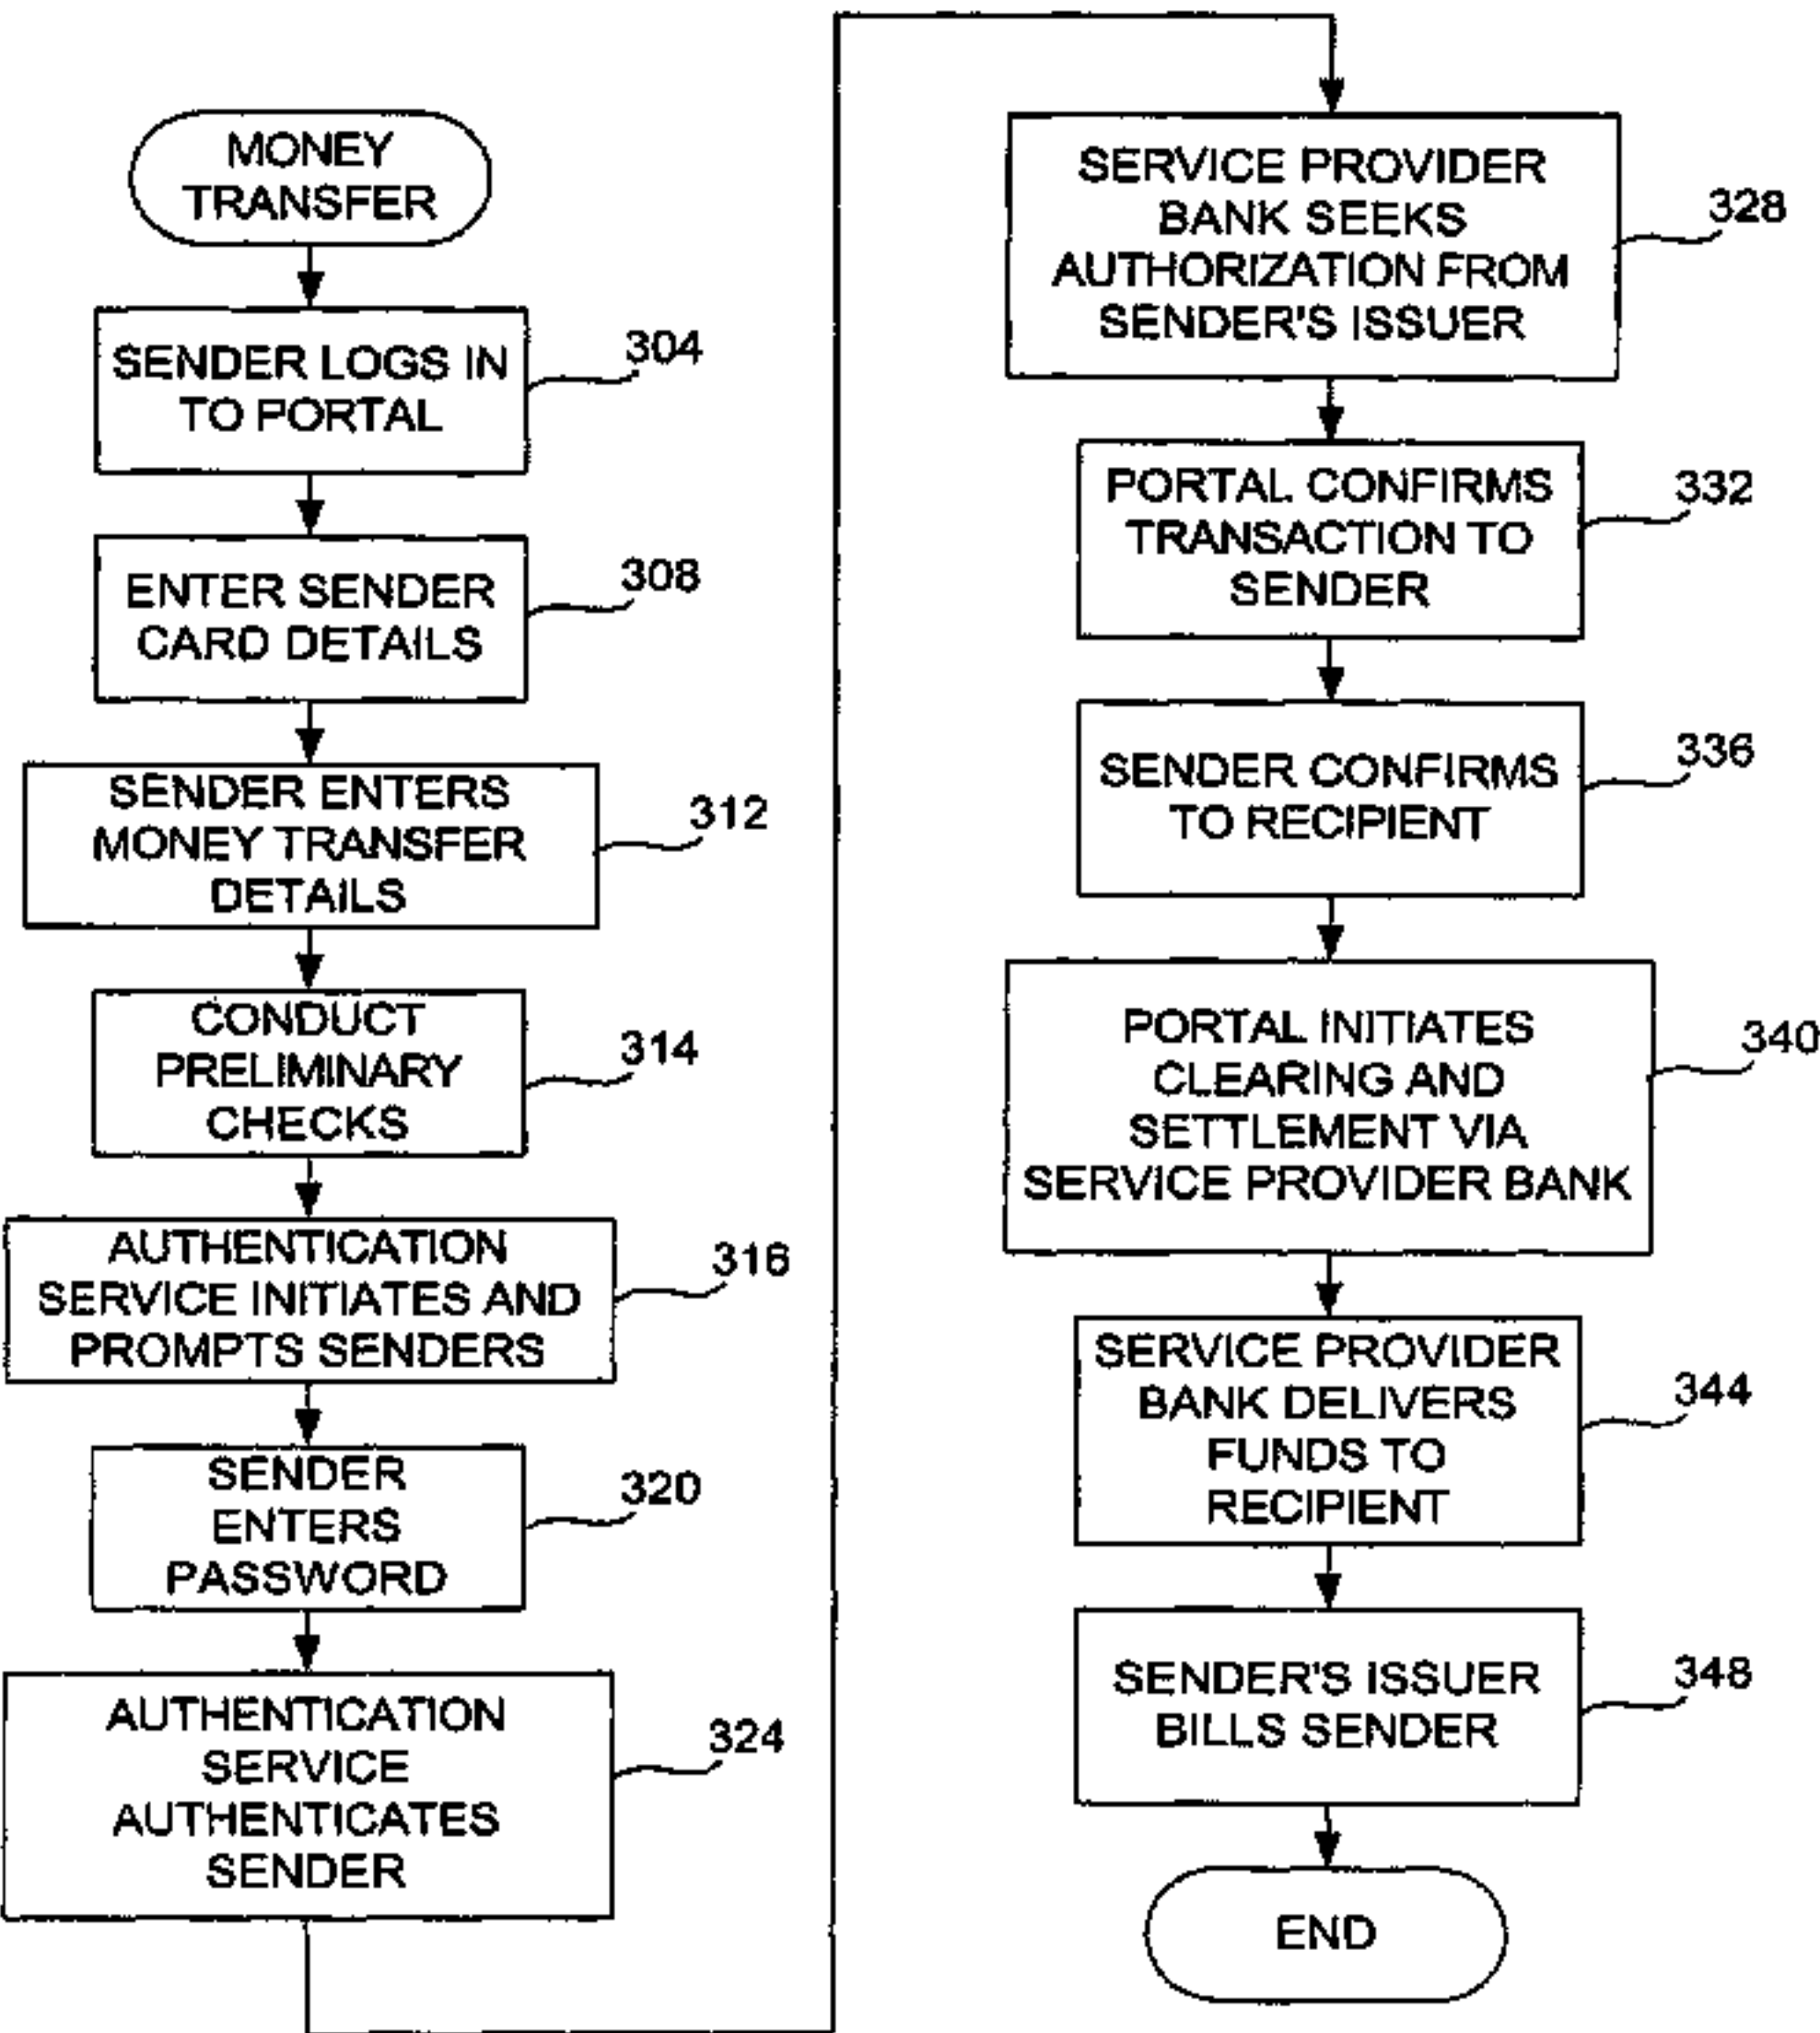 MONEY
TRANSFER
SENDER LOGS IN
TO PORTAL
304
ENTER SENDER
CARD DETAILS
308
SENDER ENTERS
MONEY TRANSFER
DETAILS
312
CONDUCT
PRELIMINARY
CHECKS
314
AUTHENTICATION
SERVICE INITIATES AND
PROMPTS SENDERS
316
SENDER
ENTERS
PASSWORD
320
AUTHENTICATION
SERVICE
AUTHENTICATES
SENDER
324
SERVICE PROVIDER
BANK SEEKS
AUTHORIZATION FROM
SENDER'S ISSUER
328
PORTAL CONFIRMS
TRANSACTION TO
SENDER
332
SENDER CONFIRMS
TO RECIPIENT
336
PORTAL INITIATES
CLEARING AND
SETTLEMENT VIA
SERVICE PROVIDER BANK
340
SERVICE PROVIDER
BANK DELIVERS
FUNDS TO
RECIPIENT
344
SENDER'S ISSUER
BILLS SENDER
348
END